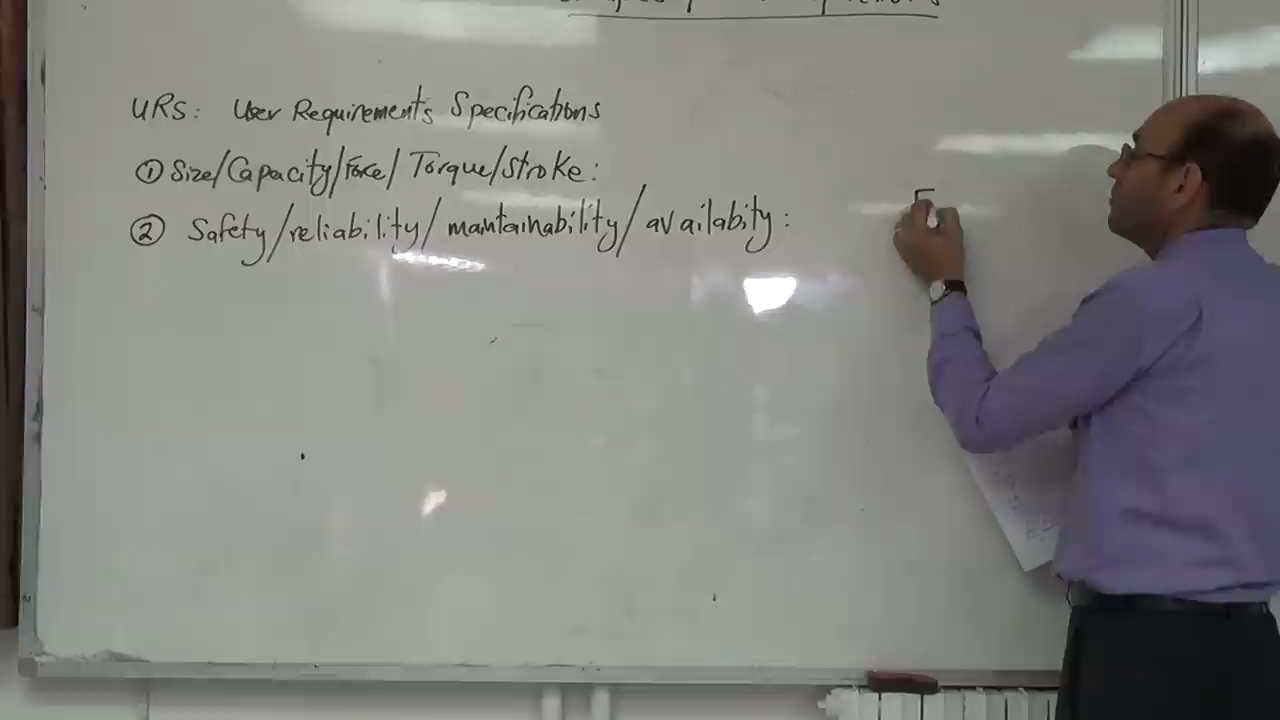 URS: User Requirements Specifications
① Size/Capacity/Force/Torque/stroke:
② Safety/reliability/maintainability/availabity: